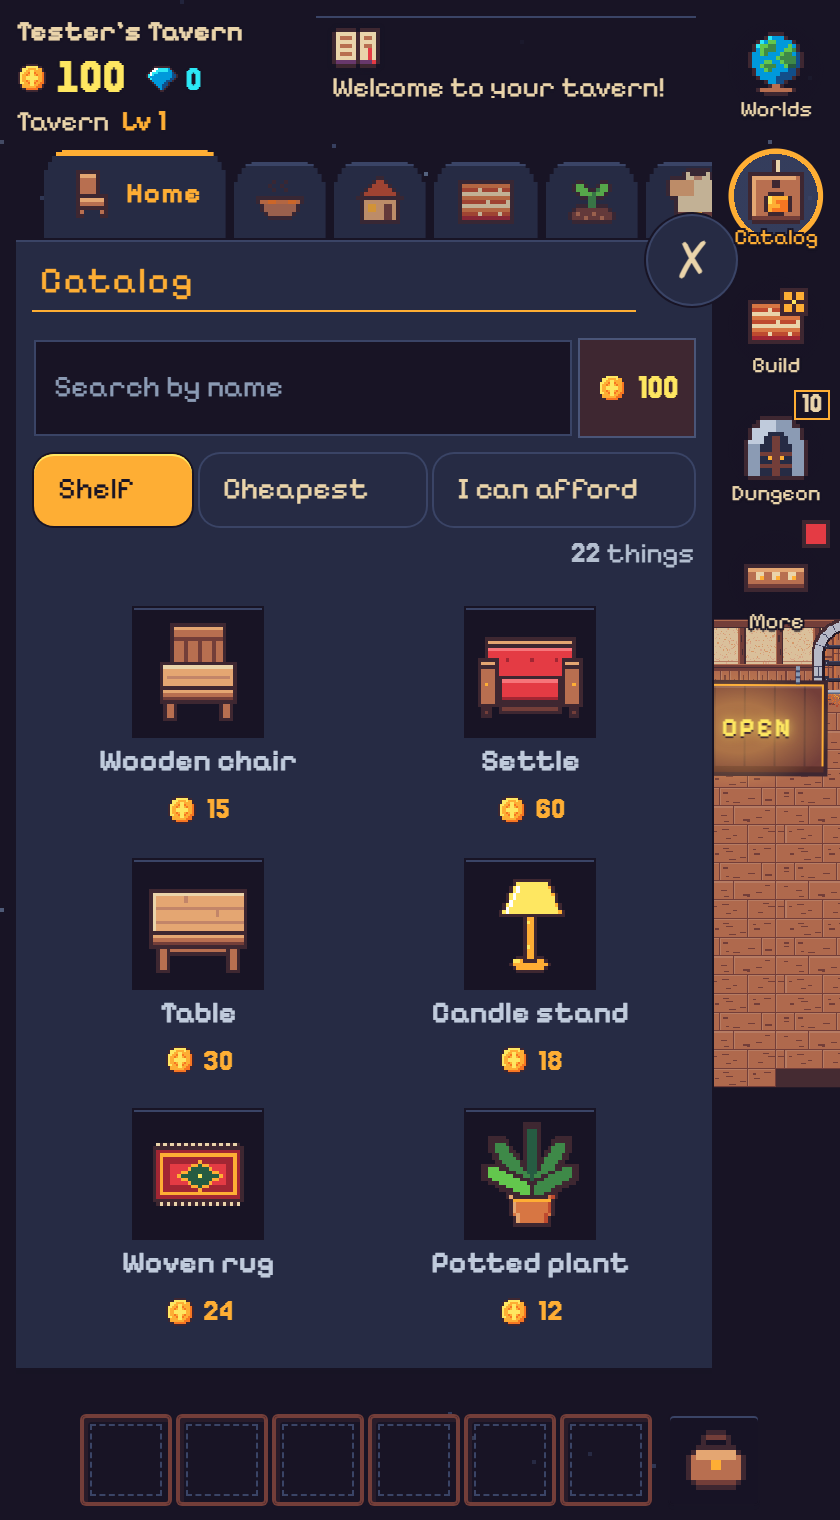 Tester's Tavern
100 0
Tavern Lv 1
Welcome to your tavern!
Worlds
Home
Catalog
X
Catalog
Search by name
100
Build
10
Dungeon
Shelf
Cheapest
I can afford
22 things
More
OPEN
Wooden chair
15
Settle
60
Table
30
Candle stand
18
Woven rug
24
Potted plant
12